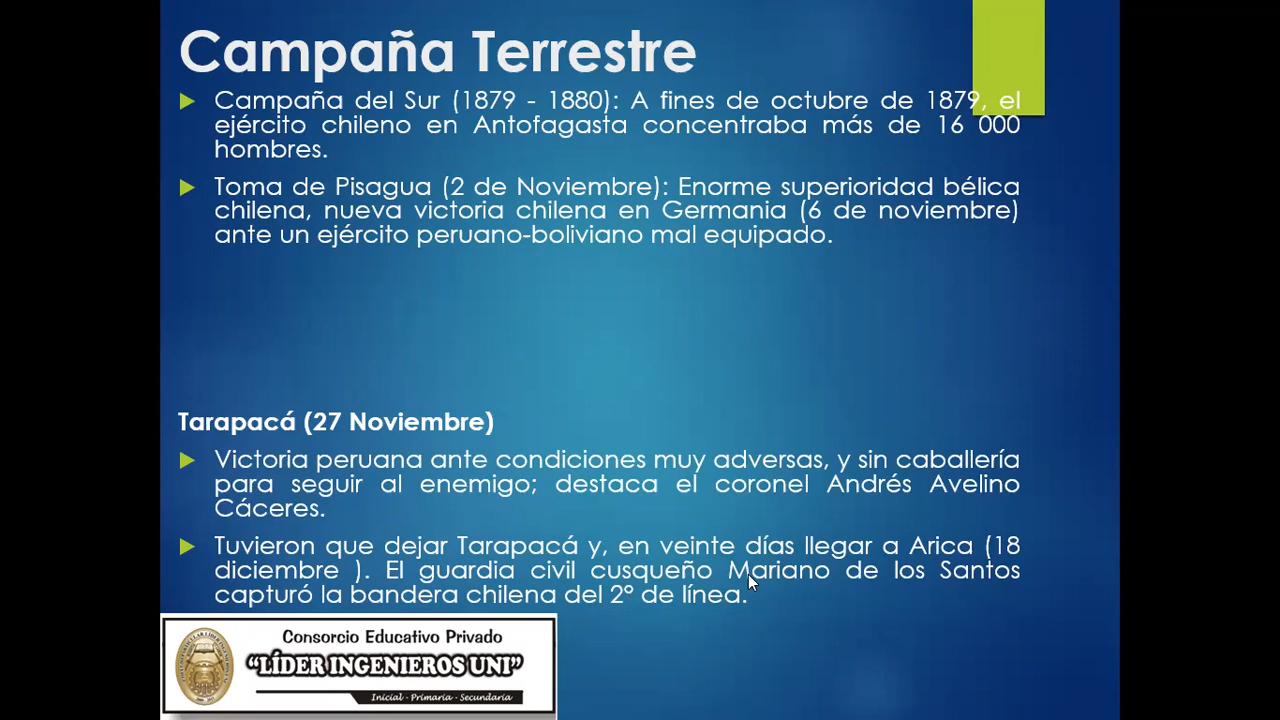 Campaña Terrestre
Campaña del Sur (1879 - 1880): A fines de octubre de 1879, el
ejército chileno en Antofagasta concentraba más de 16 000
hombres.
Toma de Pisagua (2 de Noviembre): Enorme superioridad bélica
chilena, nueva victoria chilena en Germania (6 de noviembre)
ante un ejército peruano-boliviano mal equipado.
Tarapacá (27 Noviembre)
Victoria peruana ante condiciones muy adversas, y sin caballería
para seguir al enemigo; destaca el coronel Andrés Avelino
Cáceres.
Tuvieron que dejar Tarapacá y, en veinte días llegar a Arica (18
diciembre ). El guardia civil cusqueño Mariano de los Santos
capturó la bandera chilena del 2° de línea.
Consorcio Educativo Privado
“LÍDER INGENIEROS UNI”
Inicial - Primaria - Secundaria